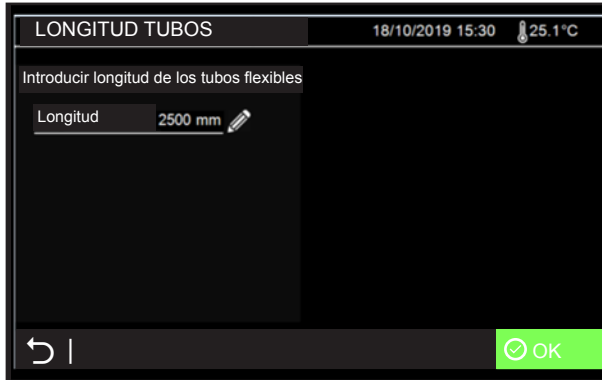 LONGITUD TUBOS 18/10/2019 15:30 25.1°C
Introducir longitud de los tubos flexibles
Longitud 2500 mm
OK